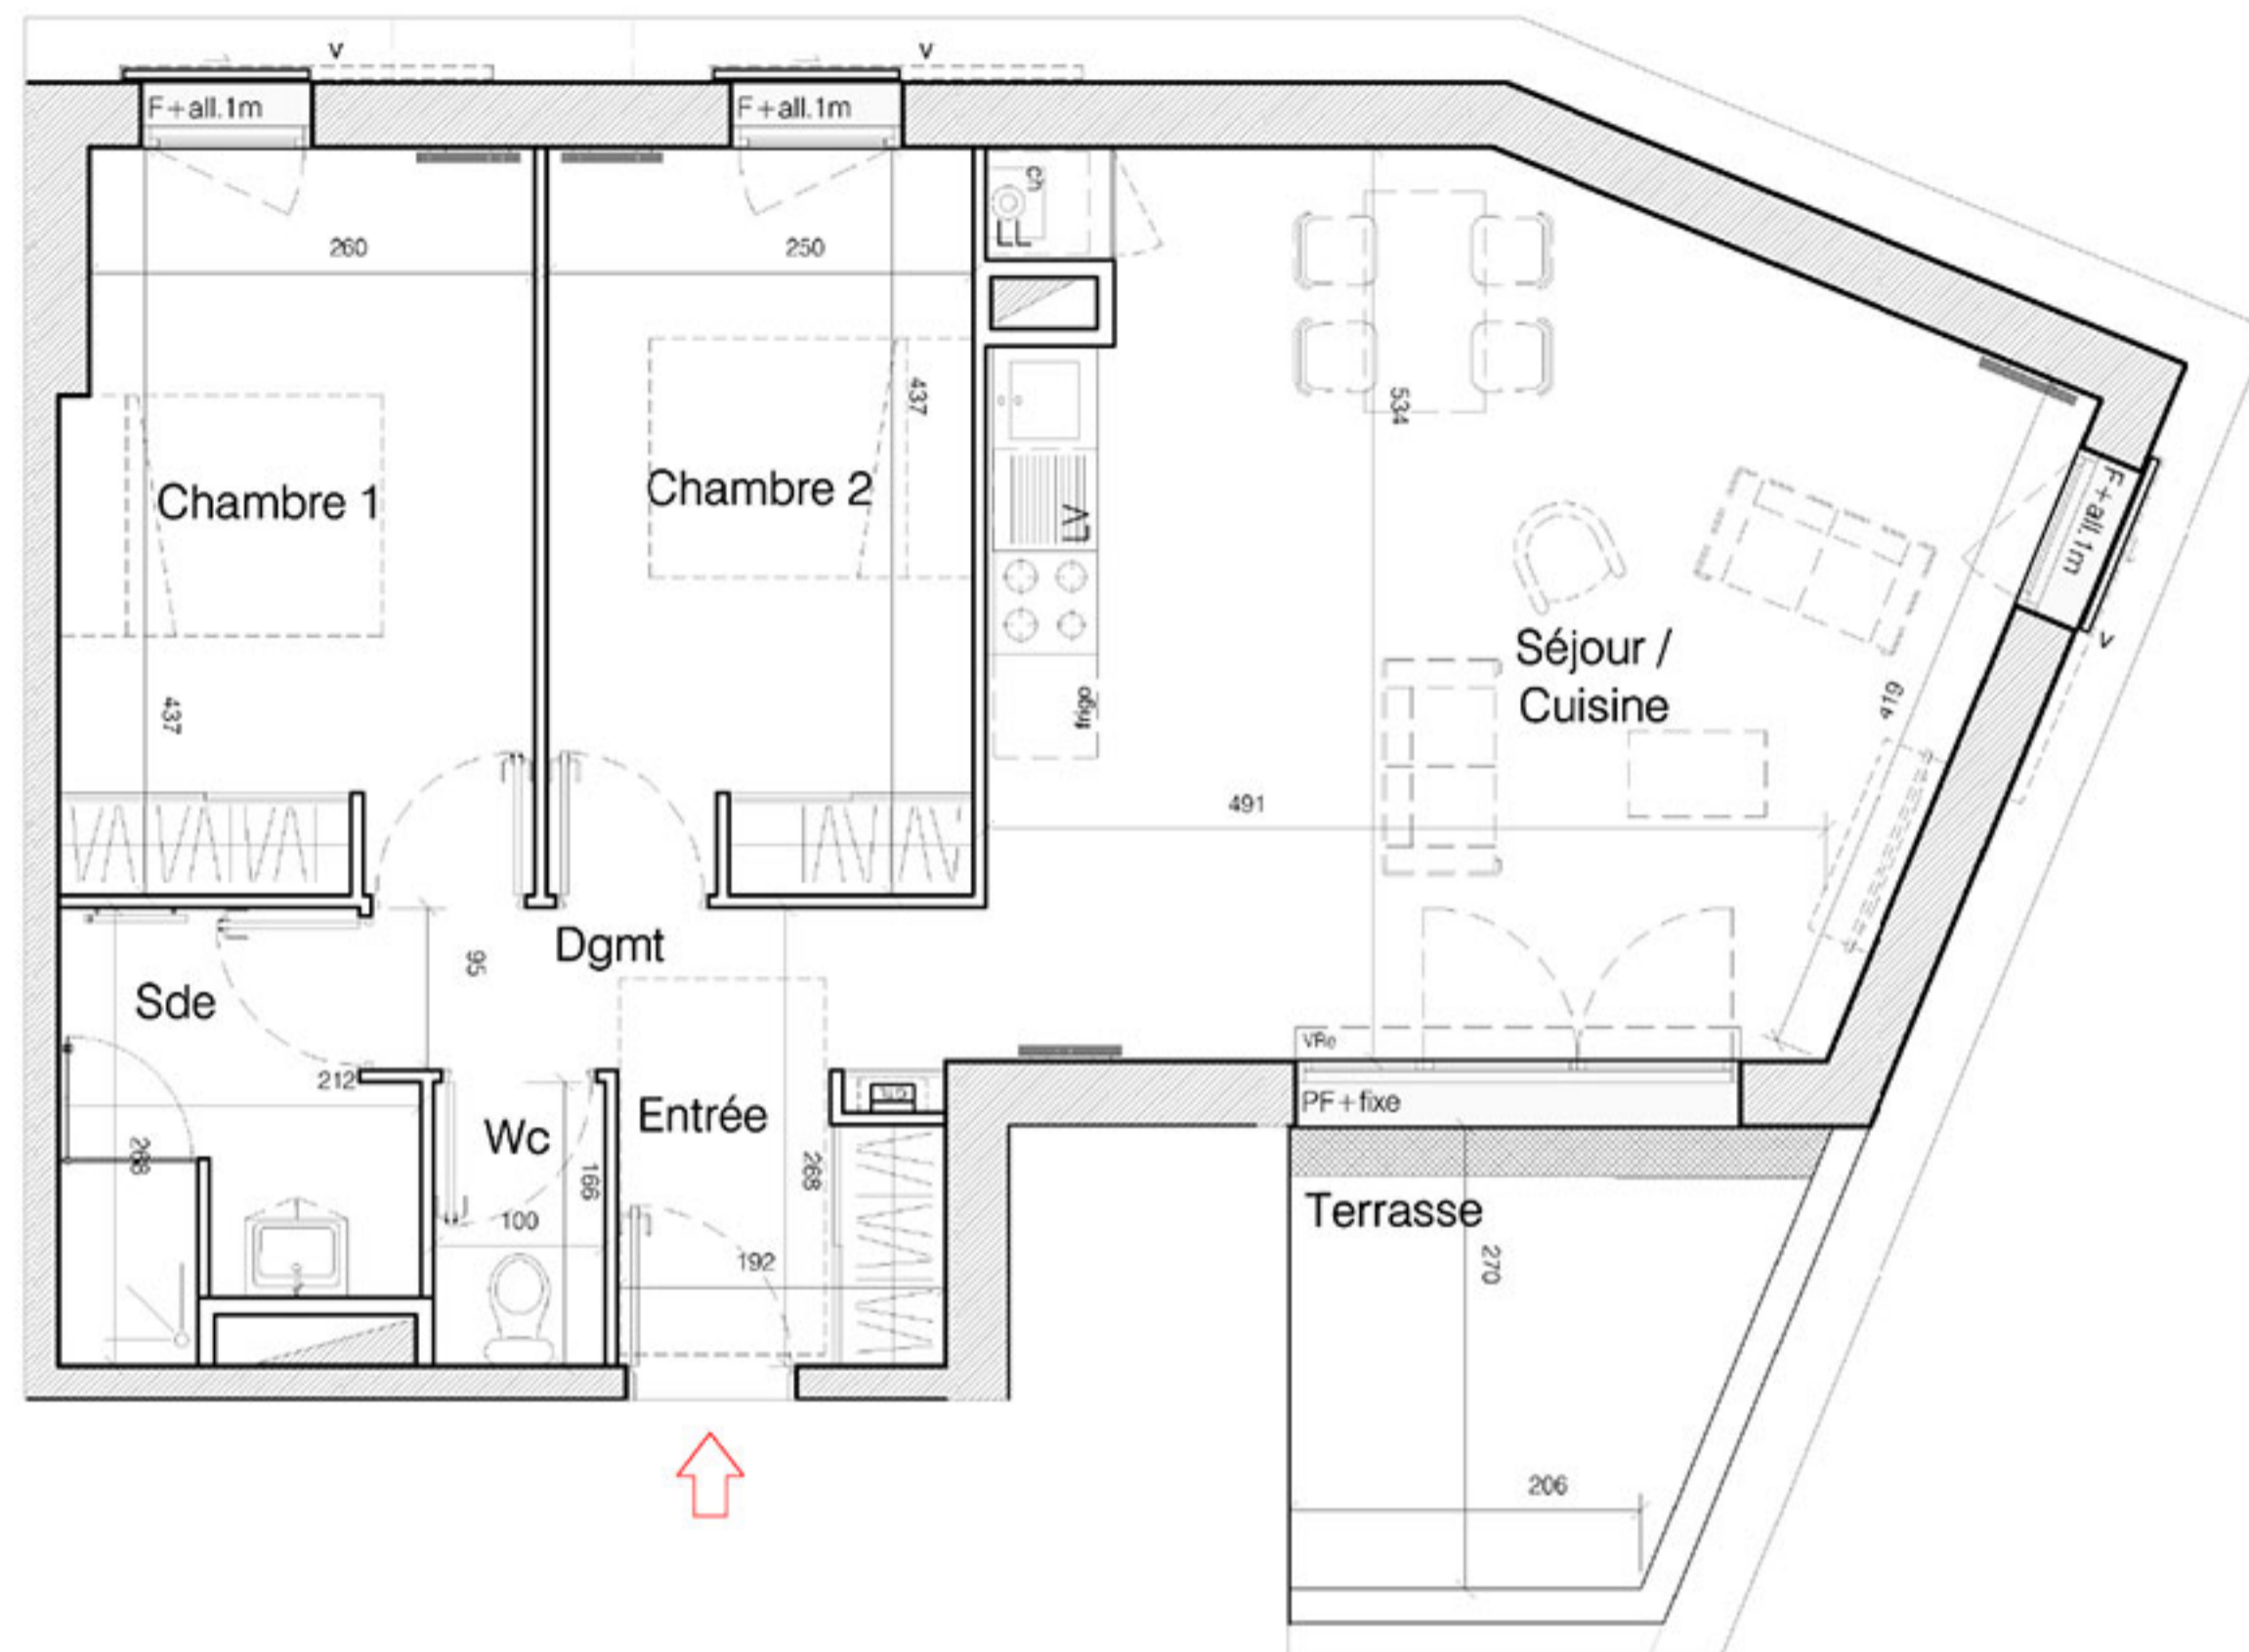 v
v
F+all.1m
F+all.1m
ch
LL
260
250
437
534
Chambre 1
Chambre 2
LV
F+all.1m
v
Séjour /
Cuisine
frigo
437
419
491
Dgmt
95
Sde
VRe
212
GTL
PF+fixe
Entrée
Wc
268
166
268
100
192
Terrasse
270
206